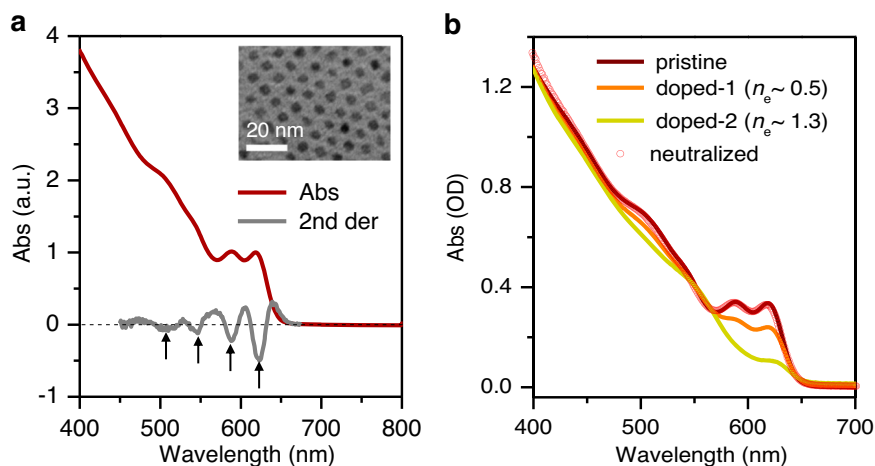 a
4
3
2
1
0
-1
Abs (a.u.)
20 nm
Abs
2nd der
400
500
600
700
800
Wavelength (nm)
b
1.2
0.8
0.4
0.0
Abs (OD)
pristine
doped-1 (nₑ~ 0.5)
doped-2 (nₑ~ 1.3)
neutralized
400
500
600
700
Wavelength (nm)